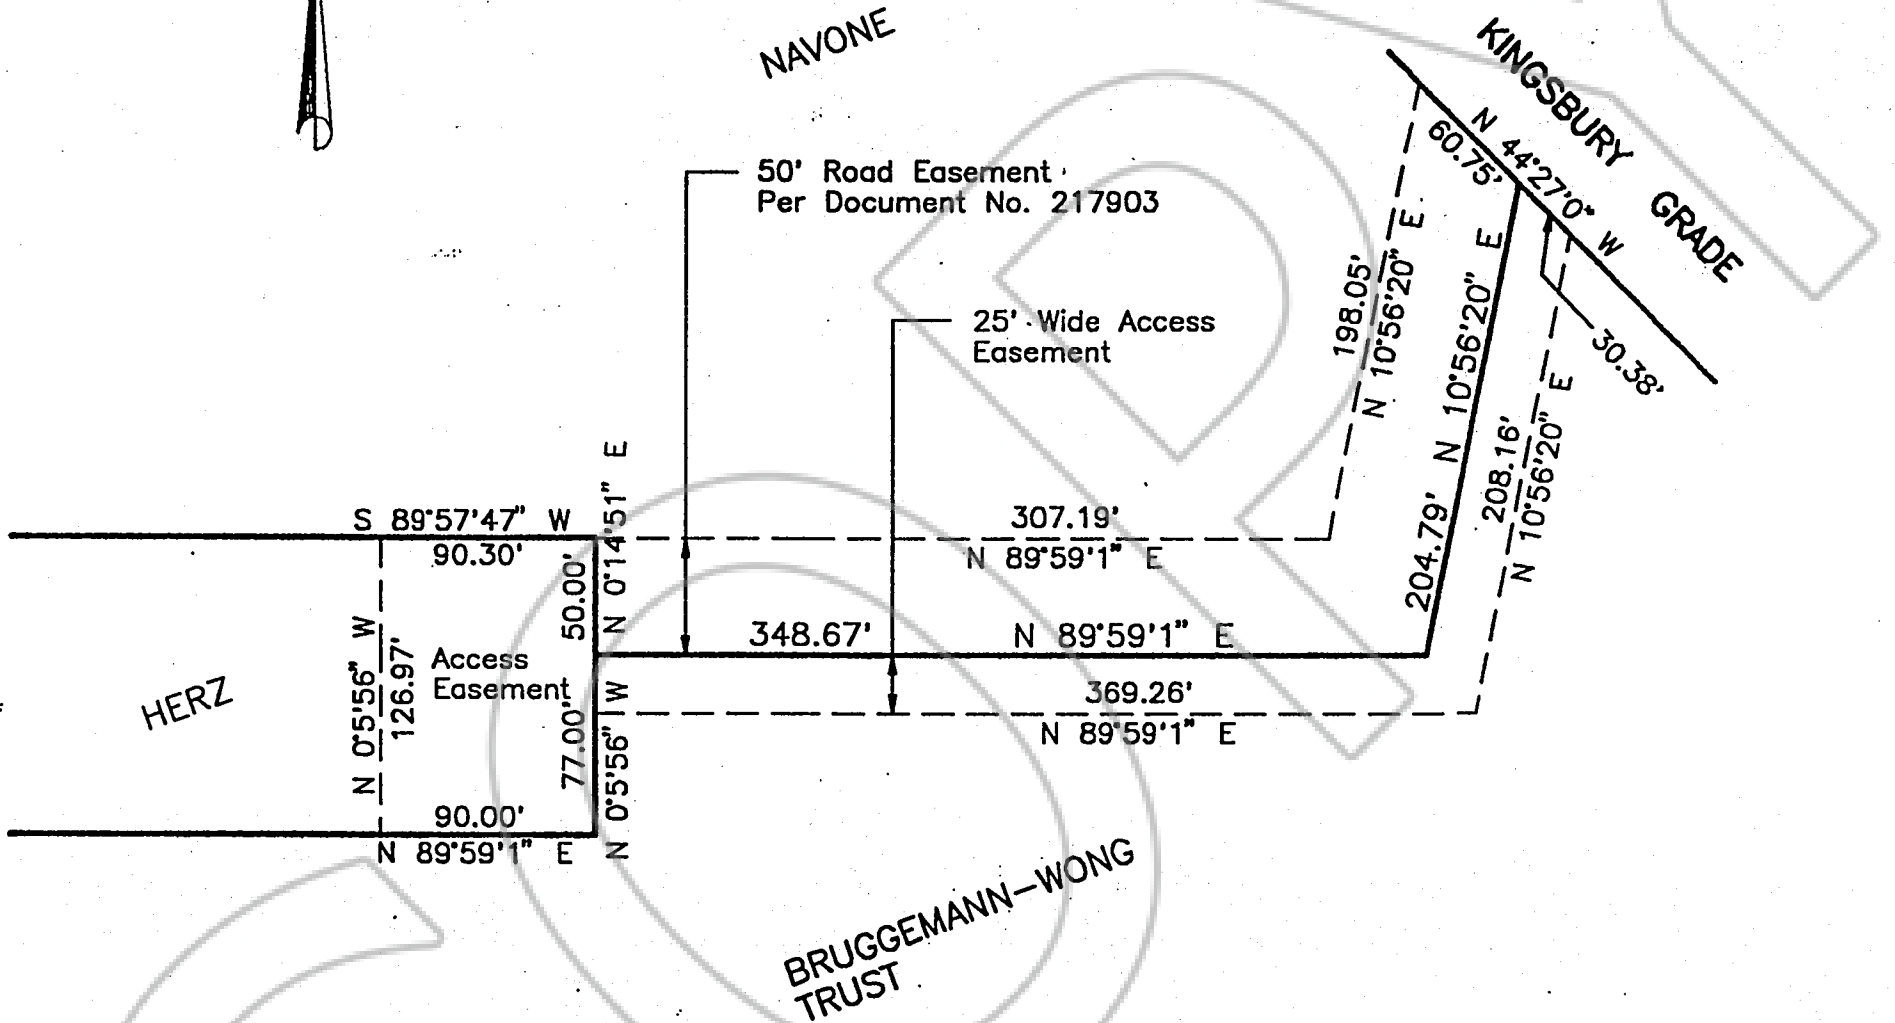 NAVONE
KINGSBURY GRADE
N 44°27'0" W
60.75'
50' Road Easement
Per Document No. 217903
25' Wide Access
Easement
198.05'
N 10°56'20" E
N 10°56'20" E
204.79'
30.38'
208.16'
N 10°56'20" E
S 89°57'47" W
90.30'
N 0°14'51" E
50.00'
307.19'
N 89°59'1" E
348.67' N 89°59'1" E
Access
Easement
N 0°5'56" W
126.97'
HERZ
77.00'
N 0°5'56" W
369.26'
N 89°59'1" E
90.00'
N 89°59'1" E
BRUGGEMANN-WONG
TRUST